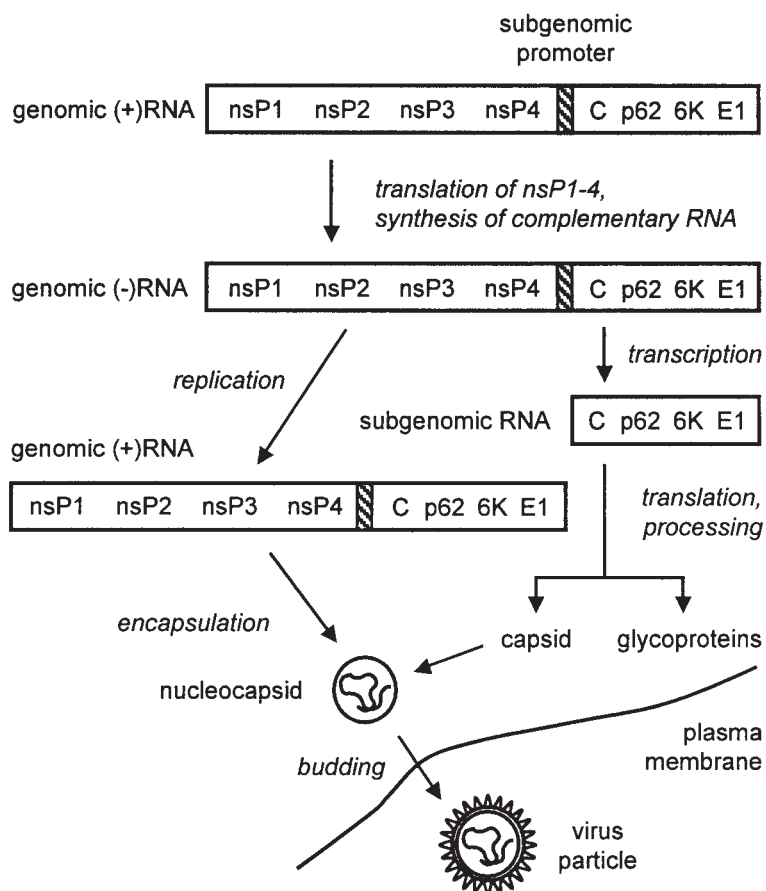 subgenomic
promoter
genomic (+)RNA nsP1 nsP2 nsP3 nsP4 C p62 6K E1
translation of nsP1-4,
synthesis of complementary RNA
genomic (-)RNA nsP1 nsP2 nsP3 nsP4 C p62 6K E1
transcription
replication
subgenomic RNA C p62 6K E1
genomic (+)RNA
nsP1 nsP2 nsP3 nsP4 C p62 6K E1
translation,
processing
encapsulation
capsid glycoproteins
nucleocapsid
plasma
membrane
budding
virus
particle